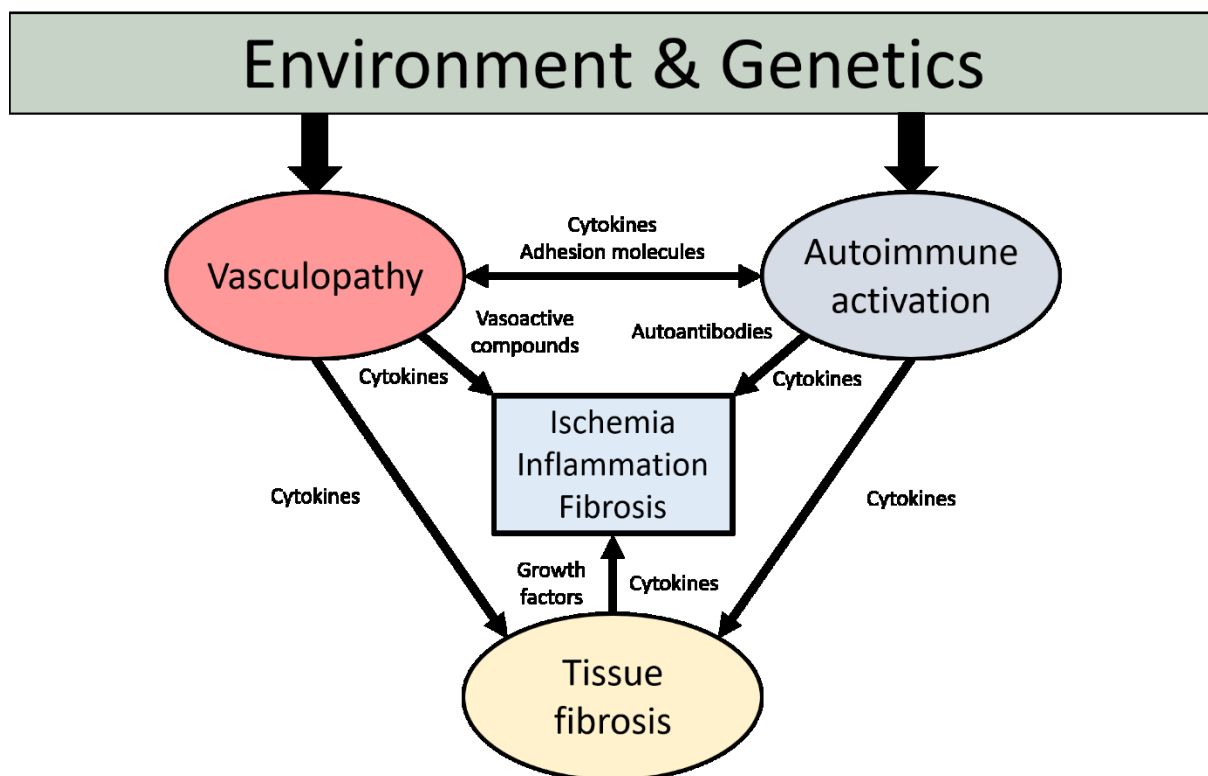 Environment & Genetics
Cytokines
Adhesion molecules
Vasculopathy
Autoimmune
activation
Vasoactive
compounds
Autoantibodies
Cytokines
Cytokines
Ischemia
Inflammation
Fibrosis
Cytokines
Cytokines
Growth
factors
Cytokines
Tissue
fibrosis